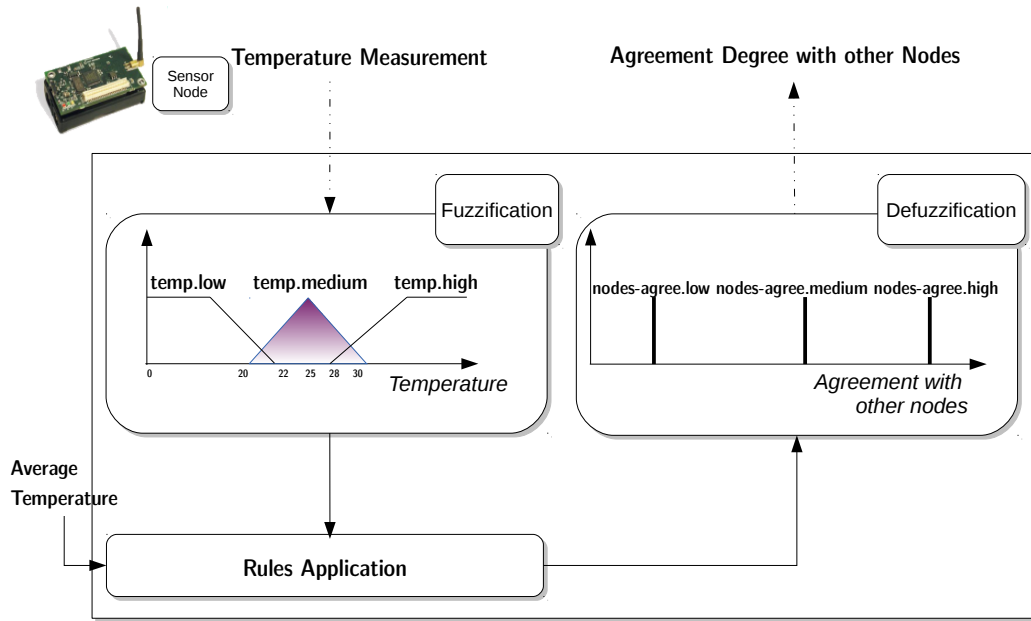 Sensor
Node
Temperature Measurement
Agreement Degree with other Nodes
Fuzzification
temp.low temp.medium temp.high
0 20 22 25 28 30
Temperature
Defuzzification
nodes-agree.low nodes-agree.medium nodes-agree.high
Agreement with
other nodes
Average
Temperature
Rules Application